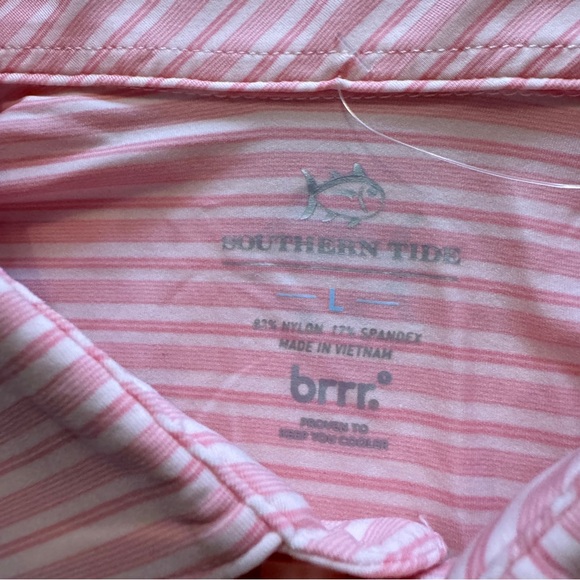 SOUTHERN TIDE
L
83% NYLON 17% SPANDEX
MADE IN VIETNAM
brrr.°
PROVEN TO
KEEP YOU COOLER